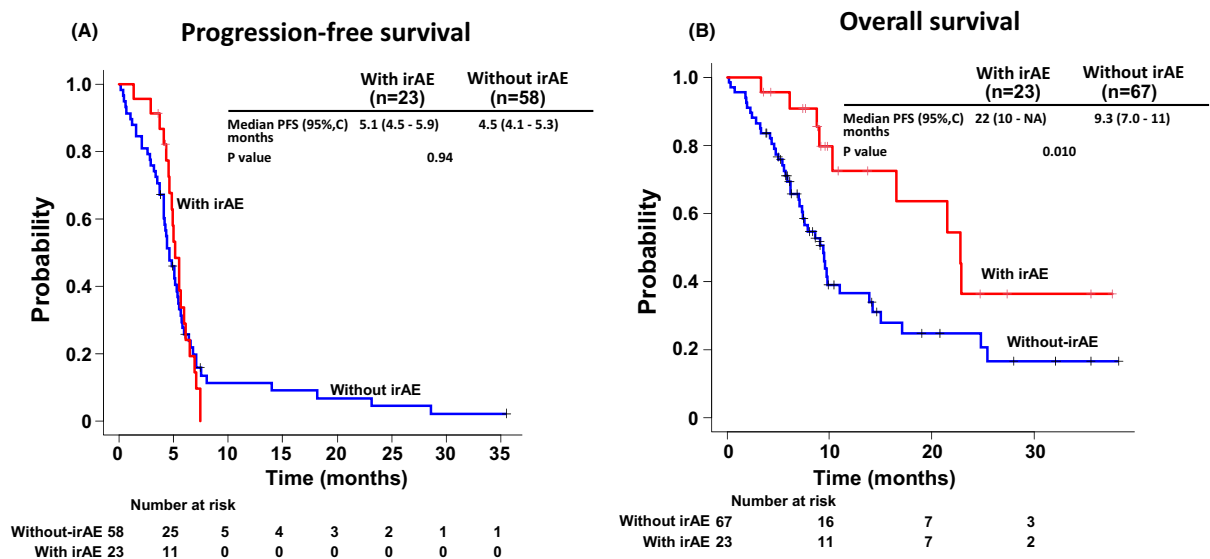 (A)
Progression-free survival
With irAE
(n=23)
Without irAE
(n=58)
Median PFS (95%,C)
months
5.1 (4.5 - 5.9)
4.5 (4.1 - 5.3)
P value
0.94
Probability
1.0
0.8
0.6
0.4
0.2
0
With irAE
Without irAE
0 5 10 15 20 25 30 35
Time (months)
Number at risk
Without-irAE 58 25 5 4 3 2 1 1
With irAE 23 11 0 0 0 0 0 0
(B)
Overall survival
With irAE
(n=23)
Without irAE
(n=67)
Median PFS (95%,C)
months
22 (10 - NA)
9.3 (7.0 - 11)
P value
0.010
Probability
1.0
0.8
0.6
0.4
0.2
0
With irAE
Without-irAE
0 10 20 30
Time (months)
Number at risk
Without irAE 67 16 7 3
With irAE 23 11 7 2